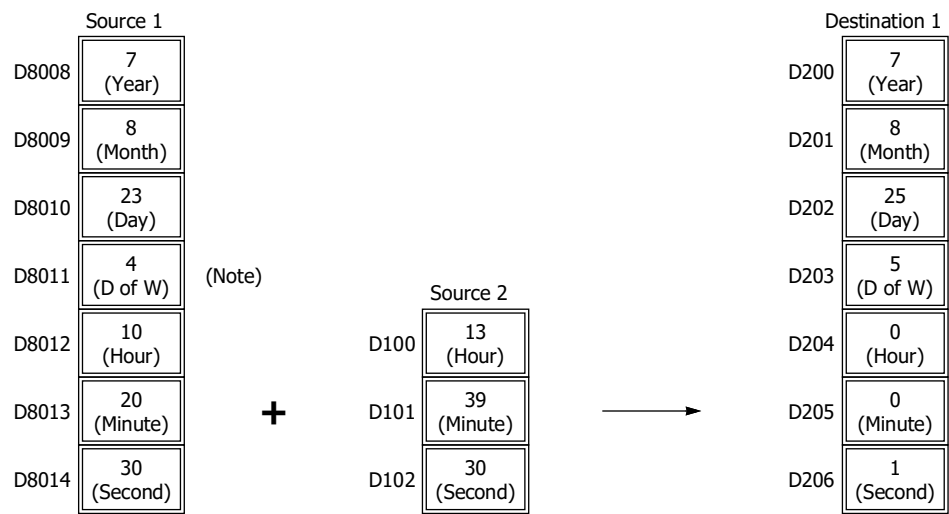 Source 1
D8008
7
(Year)
D8009
8
(Month)
D8010
23
(Day)
D8011
4
(D of W)
(Note)
D8012
10
(Hour)
D8013
20
(Minute)
D8014
30
(Second)
+
Source 2
D100
13
(Hour)
D101
39
(Minute)
D102
30
(Second)
Destination 1
D200
7
(Year)
D201
8
(Month)
D202
25
(Day)
D203
5
(D of W)
D204
0
(Hour)
D205
0
(Minute)
D206
1
(Second)